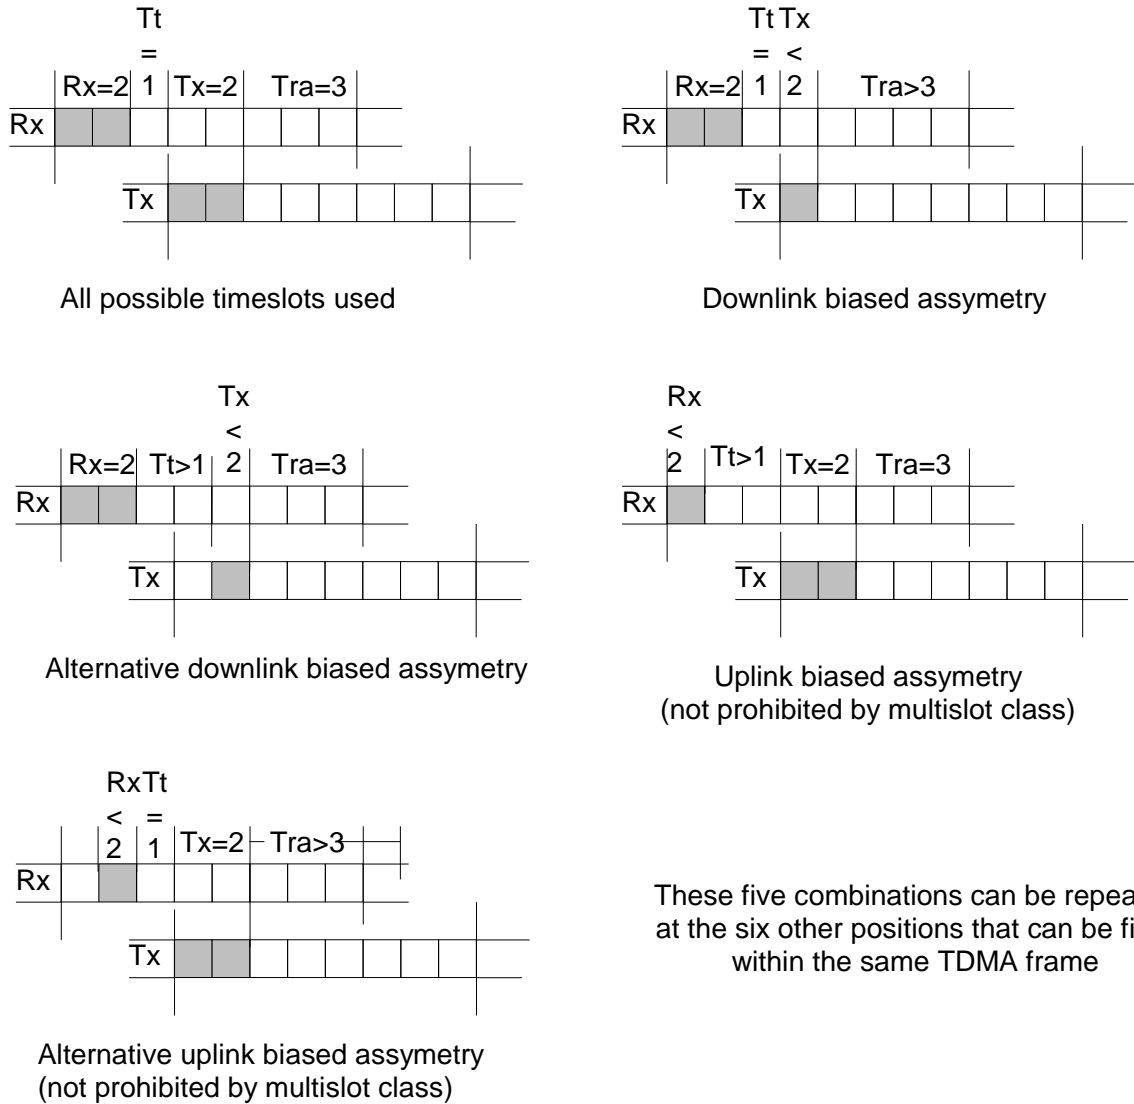 Tt
=
Rx=2 1 Tx=2 Tra=3
Rx
Tx
All possible timeslots used
Tt Tx
= <
Rx=2 1 2 Tra>3
Rx
Tx
Downlink biased assymetry
Tx
<
Rx=2 Tt>1 2 Tra=3
Rx
Tx
Alternative downlink biased assymetry
Rx
<
2 Tt>1 Tx=2 Tra=3
Rx
Tx
Uplink biased assymetry
(not prohibited by multislot class)
RxTt
< =
2 1 Tx=2 Tra>3
Rx
Tx
Alternative uplink biased assymetry
(not prohibited by multislot class)
These five combinations can be
at the six other positions that can be
within the same TDMA frame